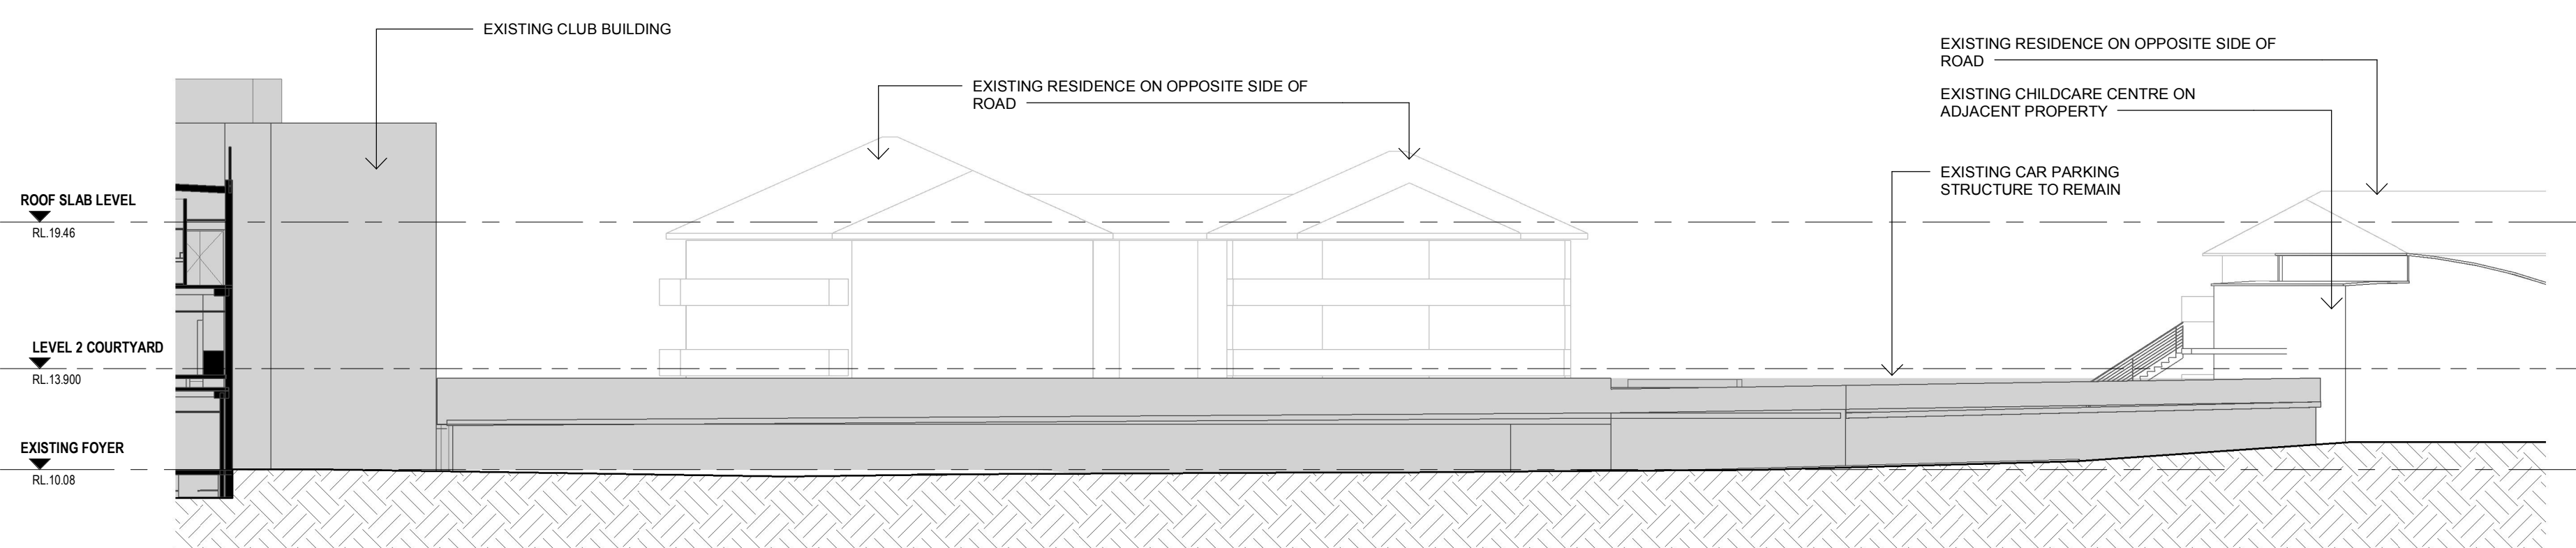 EXISTING CLUB BUILDING
EXISTING RESIDENCE ON OPPOSITE SIDE OF
ROAD
EXISTING RESIDENCE ON OPPOSITE SIDE OF
ROAD
EXISTING CHILDCARE CENTRE ON
ADJACENT PROPERTY
EXISTING CAR PARKING
STRUCTURE TO REMAIN
ROOF SLAB LEVEL
RL.19.46
LEVEL 2 COURTYARD
RL.13.900
EXISTING FOYER
RL.10.08